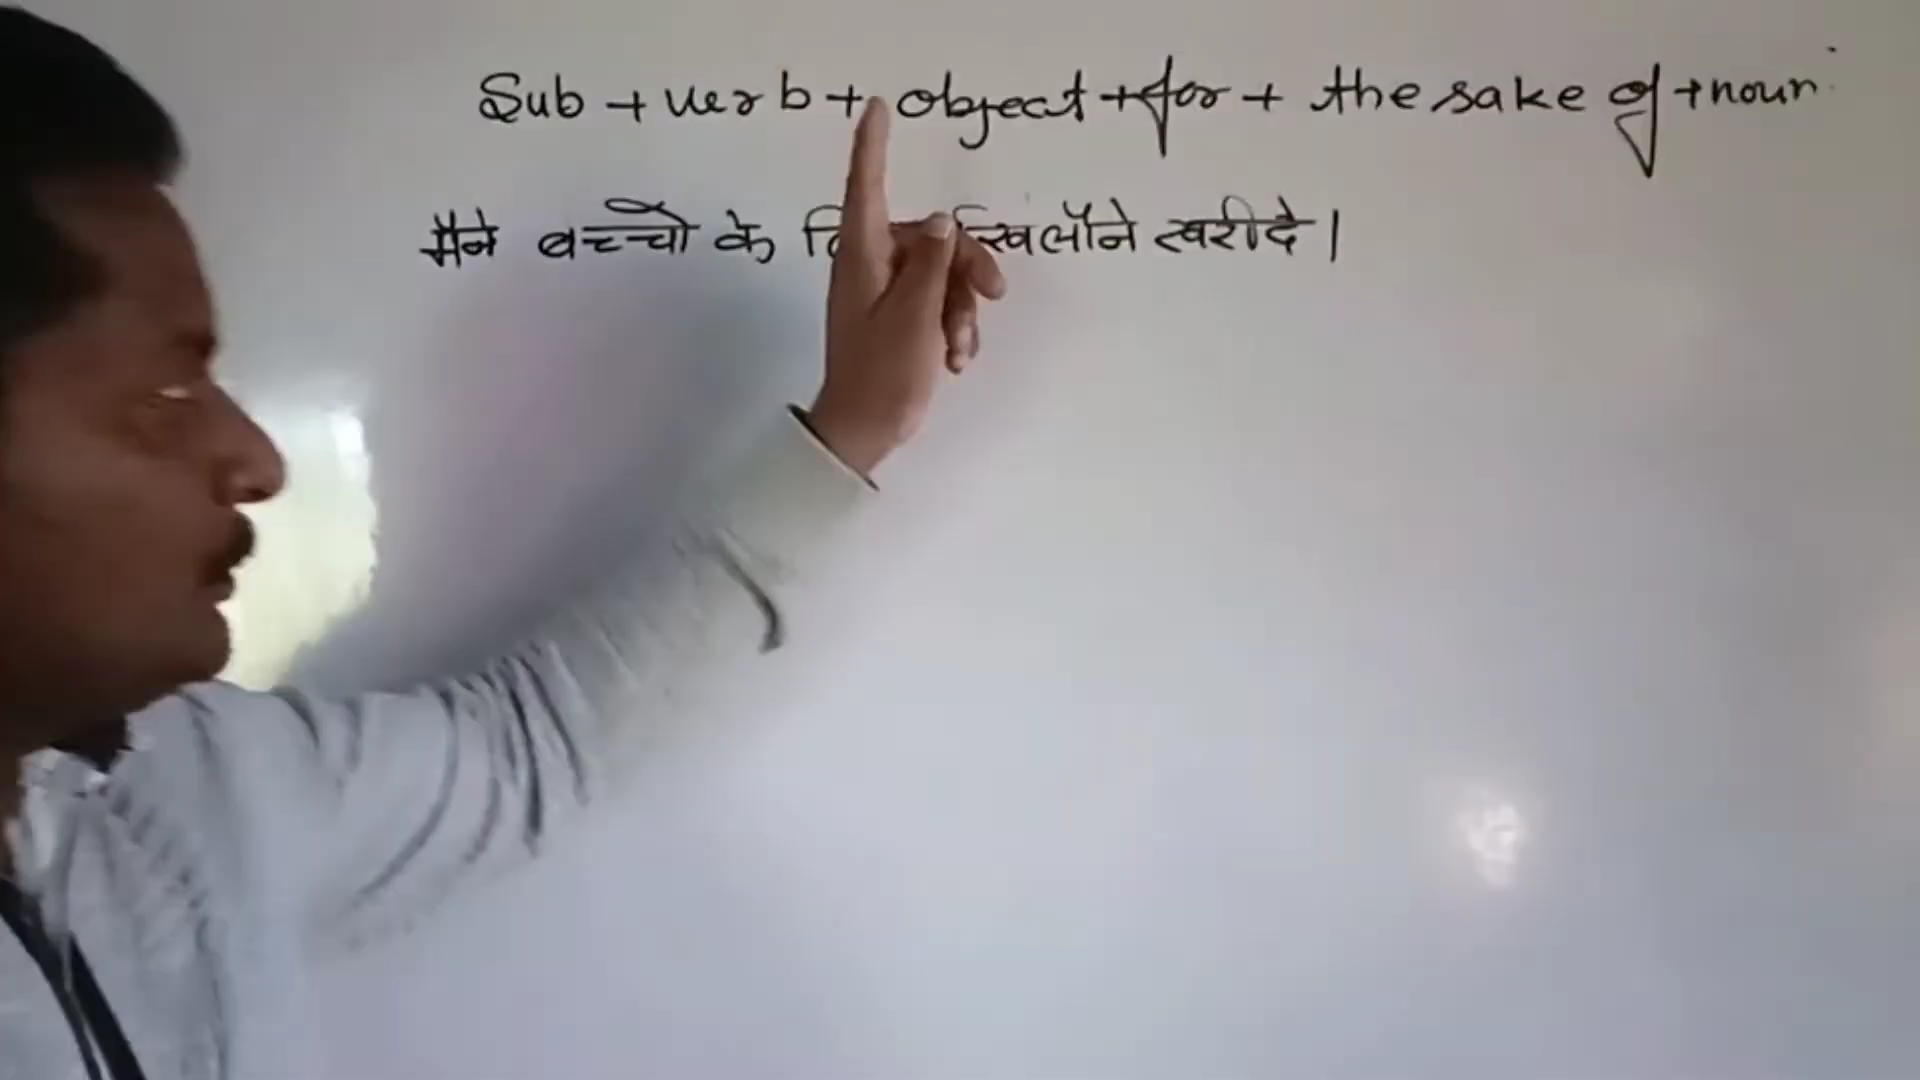 Sub + verb + object + for + the sake of + noun
मैने बच्चो के खिलौने खरीदे।